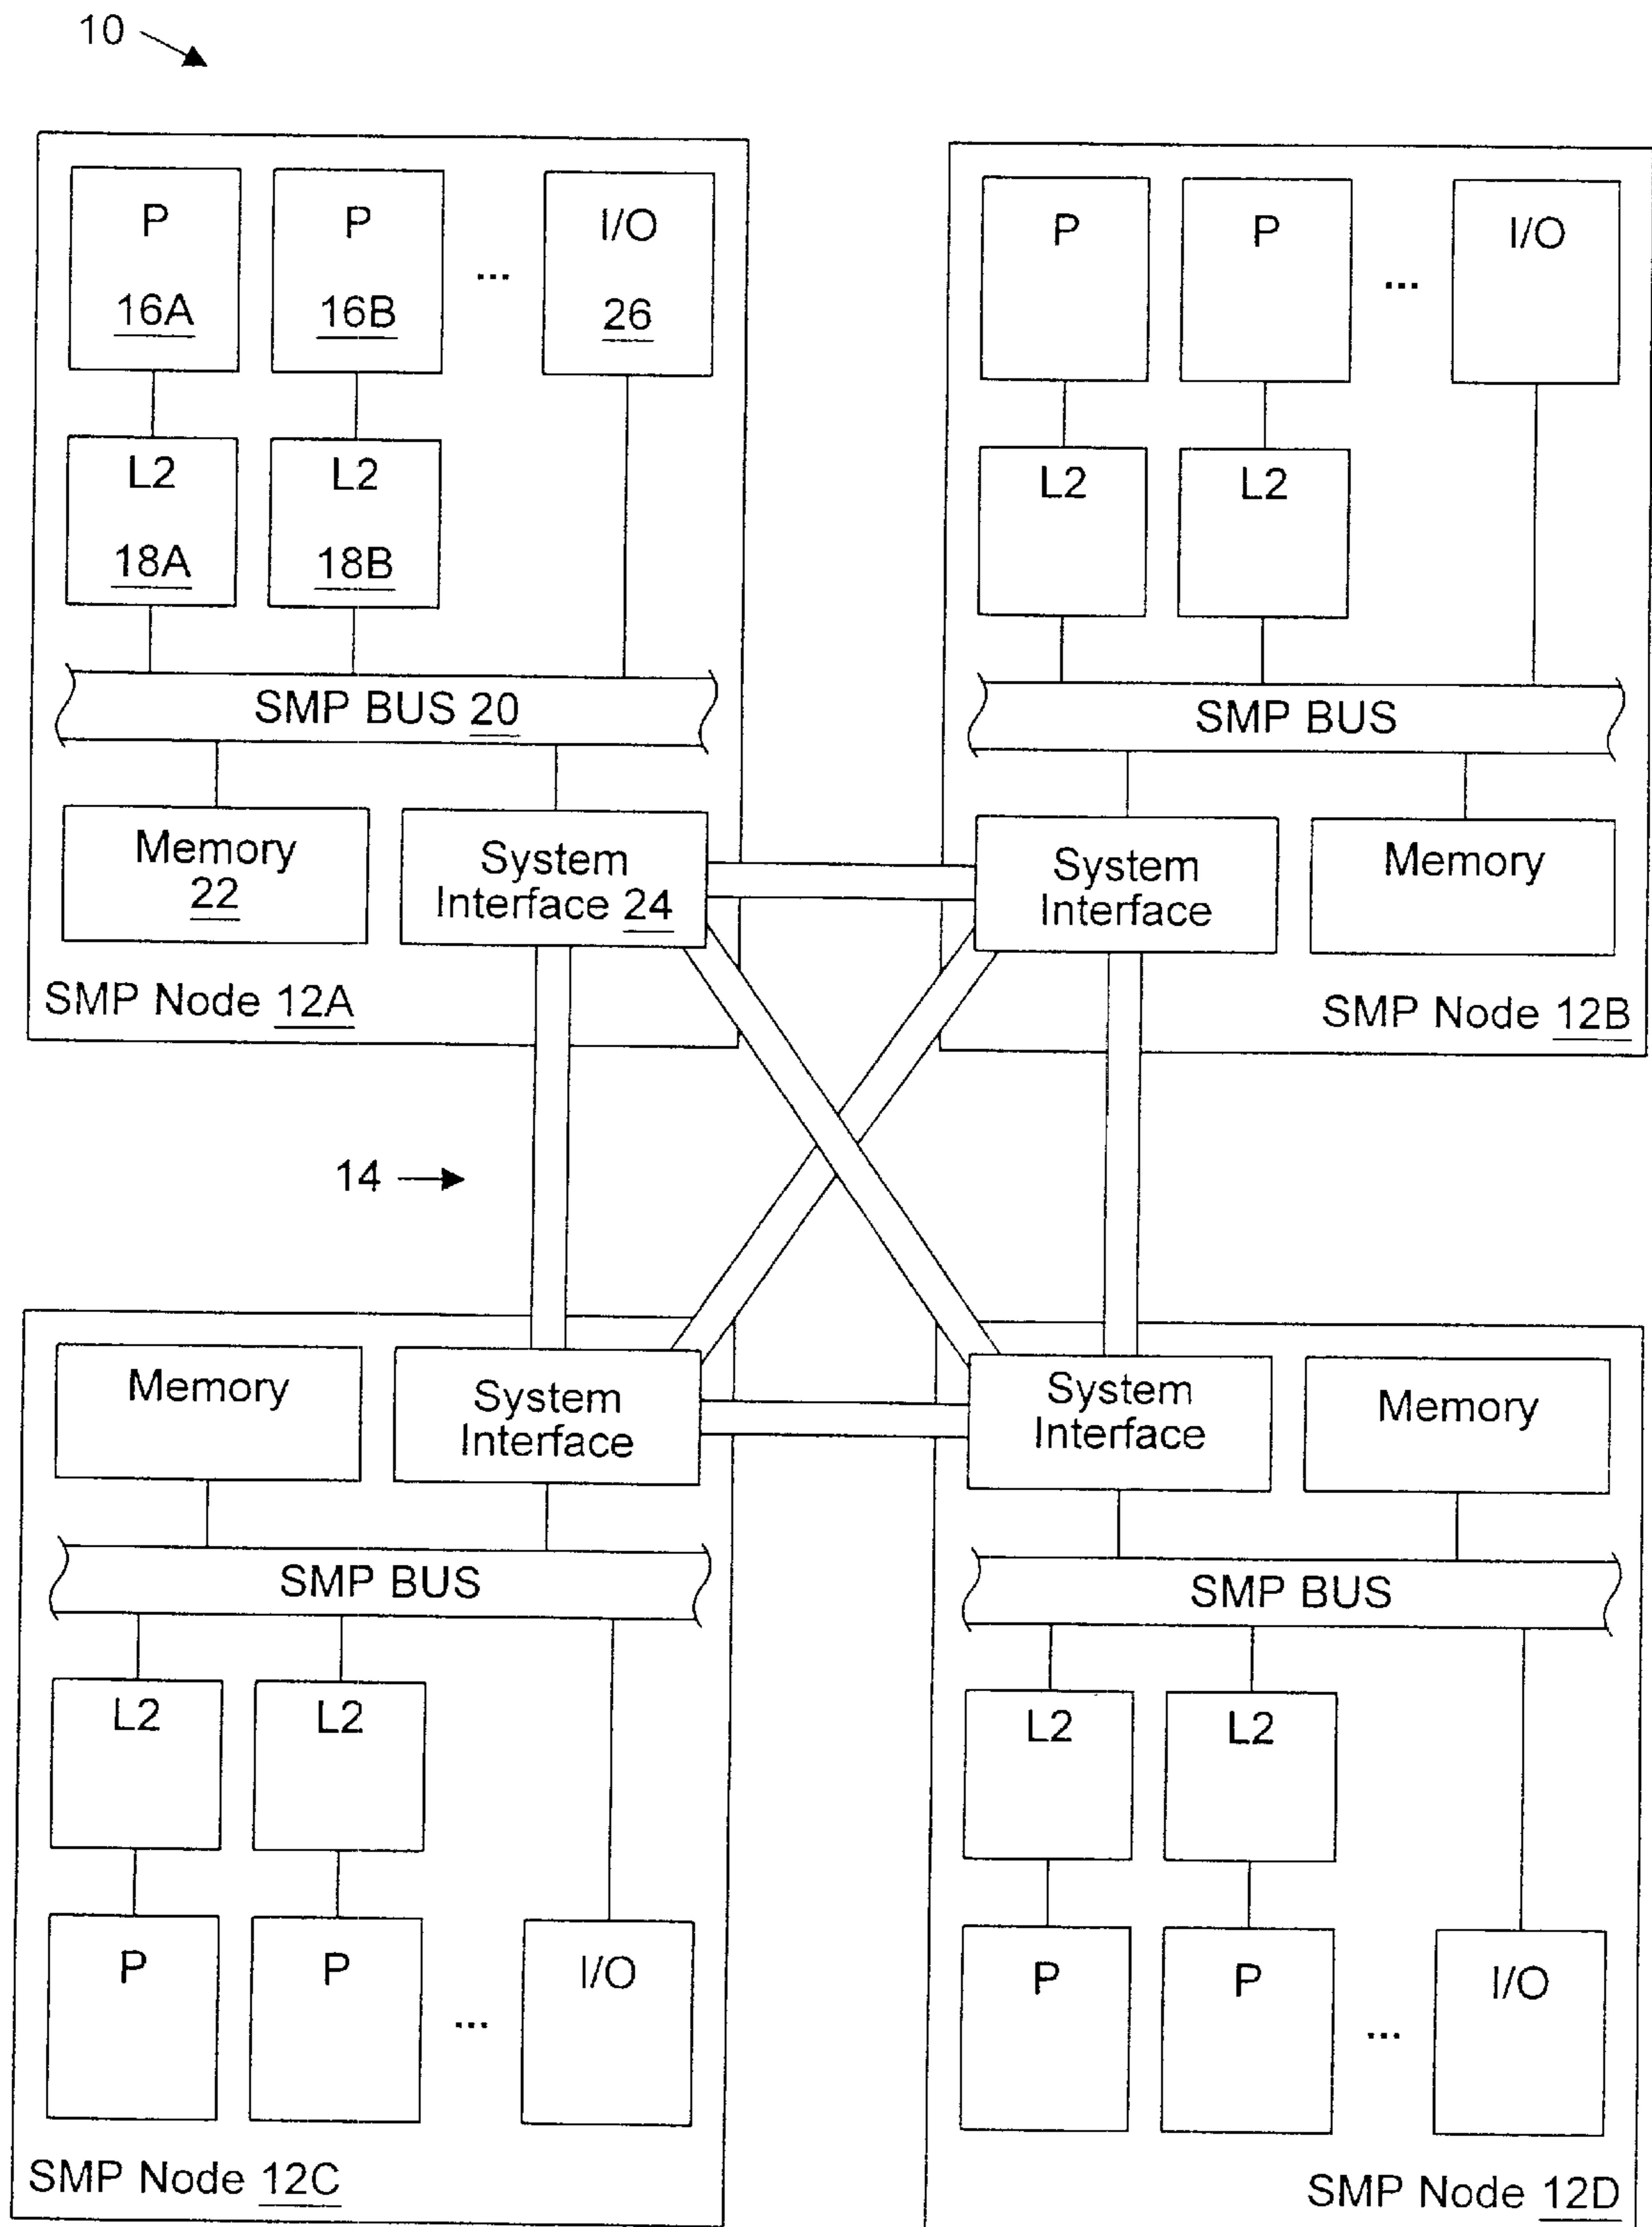 10
P
16A
P
16B
...
I/O
26
L2
18A
L2
18B
SMP BUS 20
Memory
22
System
Interface 24
SMP Node 12A
P
P
...
I/O
L2
L2
SMP BUS
System
Interface
Memory
SMP Node 12B
14
Memory
System
Interface
SMP BUS
L2
L2
P
P
...
I/O
SMP Node 12C
System
Interface
Memory
SMP BUS
L2
L2
P
P
...
I/O
SMP Node 12D